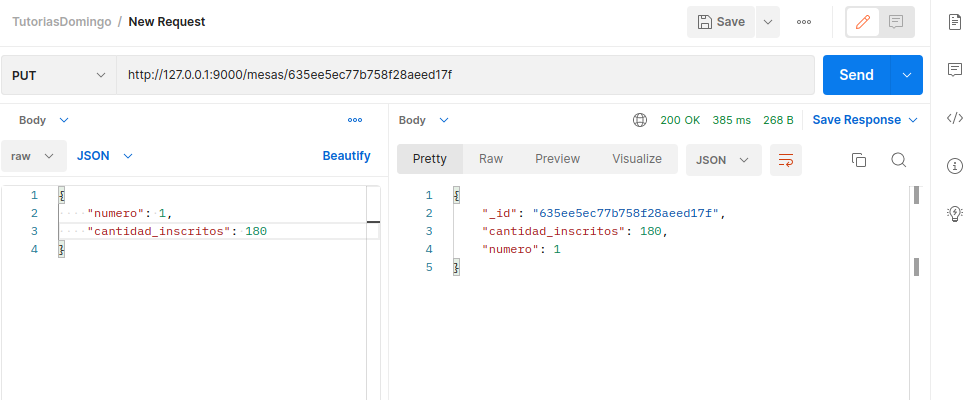 TutoriasDomingo / New Request
Save
PUT
http://127.0.0.1:9000/mesas/635ee5ec77b758f28aeed17f
Send
Body
Body
200 OK 385 ms 268 B
Save Response
raw
JSON
Beautify
Pretty
Raw
Preview
Visualize
JSON
1 {
2 "numero": 1,
3 "cantidad_inscritos": 180
4 }
1 {
2 "_id": "635ee5ec77b758f28aeed17f",
3 "cantidad_inscritos": 180,
4 "numero": 1
5 }